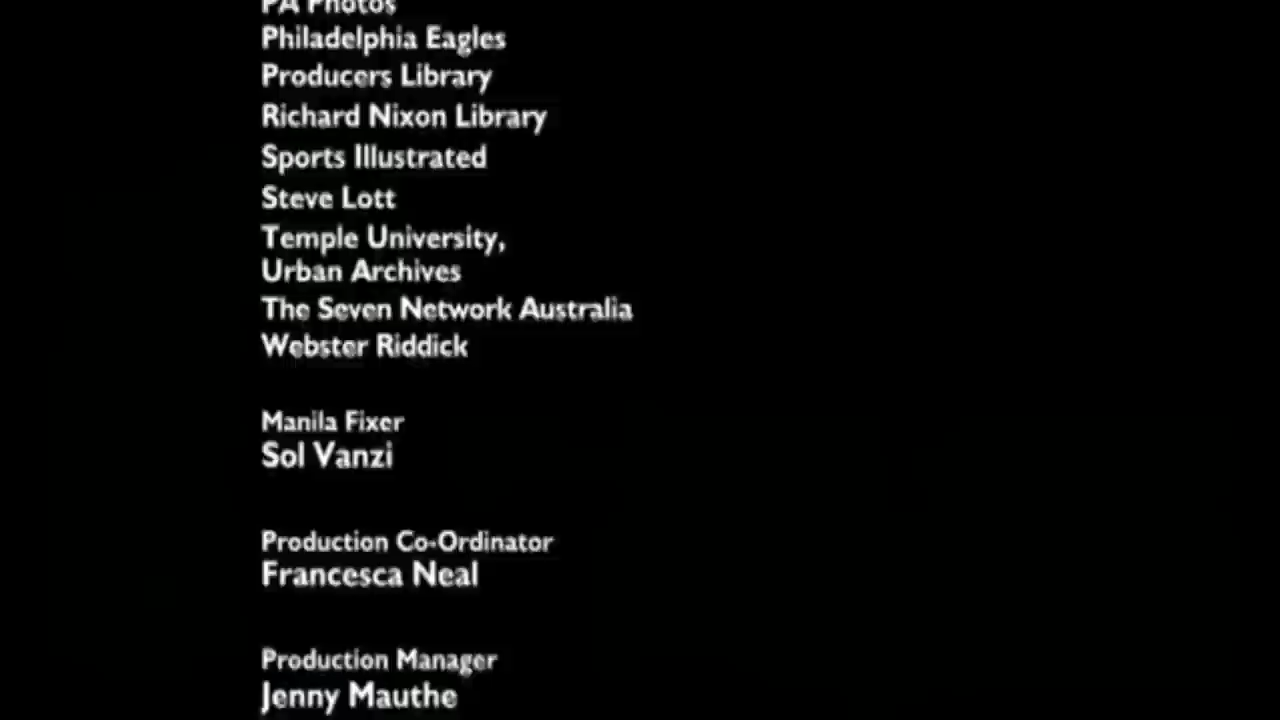 PA Photos
Philadelphia Eagles
Producers Library
Richard Nixon Library
Sports Illustrated
Steve Lott
Temple University,
Urban Archives
The Seven Network Australia
Webster Riddick
Manila Fixer
Sol Vanzi
Production Co-Ordinator
Francesca Neal
Production Manager
Jenny Mauthe